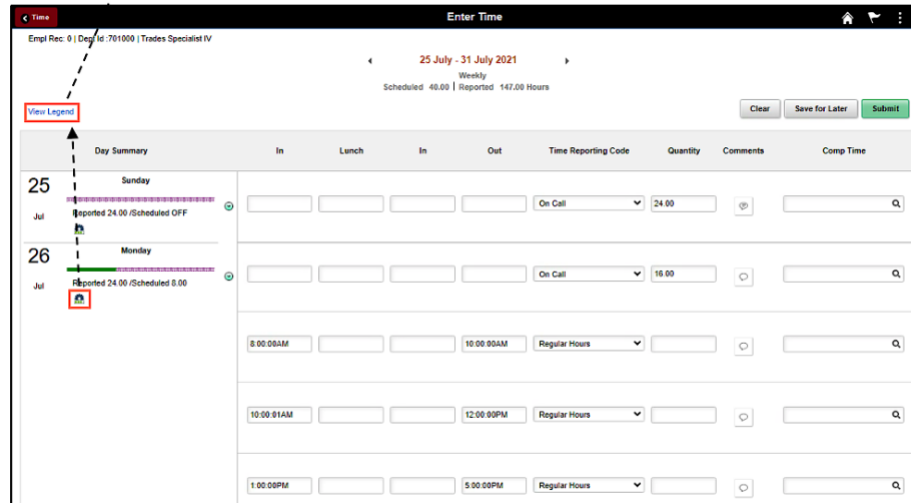 Time
Enter Time
Empl Rec: 0 | Dept Id :701000 | Trades Specialist IV
25 July - 31 July 2021
Weekly
Scheduled 40.00 | Reported 147.00 Hours
View Legend
Clear
Save for Later
Submit
Day Summary In Lunch In Out Time Reporting Code Quantity Comments Comp Time
25 Sunday
Jul Reported 24.00 /Scheduled OFF
On Call 24.00
26 Monday
Jul Reported 24.00 /Scheduled 8.00
On Call 16.00
8:00:00AM 10:00:00AM Regular Hours
10:00:01AM 12:00:00PM Regular Hours
1:00:00PM 5:00:00PM Regular Hours